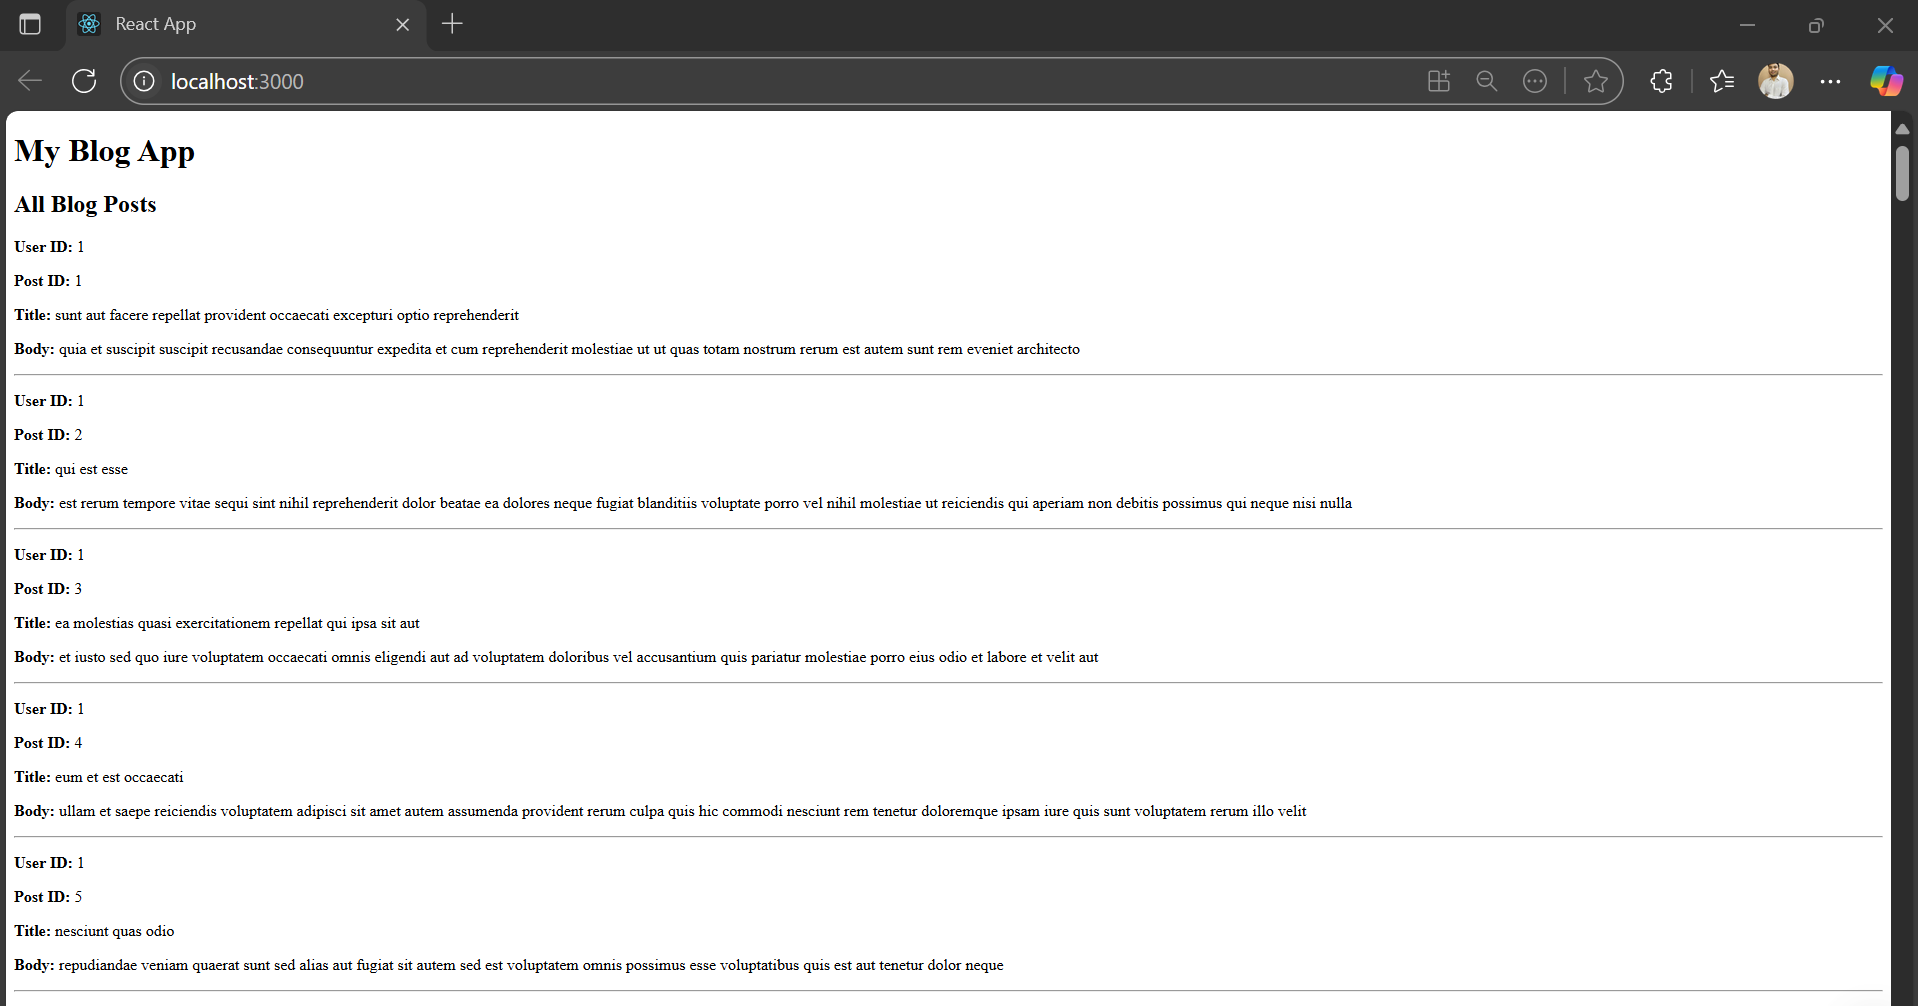 React App
localhost:3000
My Blog App
All Blog Posts
User ID: 1
Post ID: 1
Title: sunt aut facere repellat provident occaecati excepturi optio reprehenderit
Body: quia et suscipit suscipit recusandae consequuntur expedita et cum reprehenderit molestiae ut ut quas totam nostrum rerum est autem sunt rem eveniet architecto
User ID: 1
Post ID: 2
Title: qui est esse
Body: est rerum tempore vitae sequi sint nihil reprehenderit dolor beatae ea dolores neque fugiat blanditiis voluptate porro vel nihil molestiae ut reiciendis qui aperiam non debitis possimus qui neque nisi nulla
User ID: 1
Post ID: 3
Title: ea molestias quasi exercitationem repellat qui ipsa sit aut
Body: et iusto sed quo iure voluptatem occaecati omnis eligendi aut ad voluptatem doloribus vel accusantium quis pariatur molestiae porro eius odio et labore et velit aut
User ID: 1
Post ID: 4
Title: eum et est occaecati
Body: ullam et saepe reiciendis voluptatem adipisci sit amet autem assumenda provident rerum culpa quis hic commodi nesciunt rem tenetur doloremque ipsam iure quis sunt voluptatem rerum illo velit
User ID: 1
Post ID: 5
Title: nesciunt quas odio
Body: repudiandae veniam quaerat sunt sed alias aut fugiat sit autem sed est voluptatem omnis possimus esse voluptatibus quis est aut tenetur dolor neque